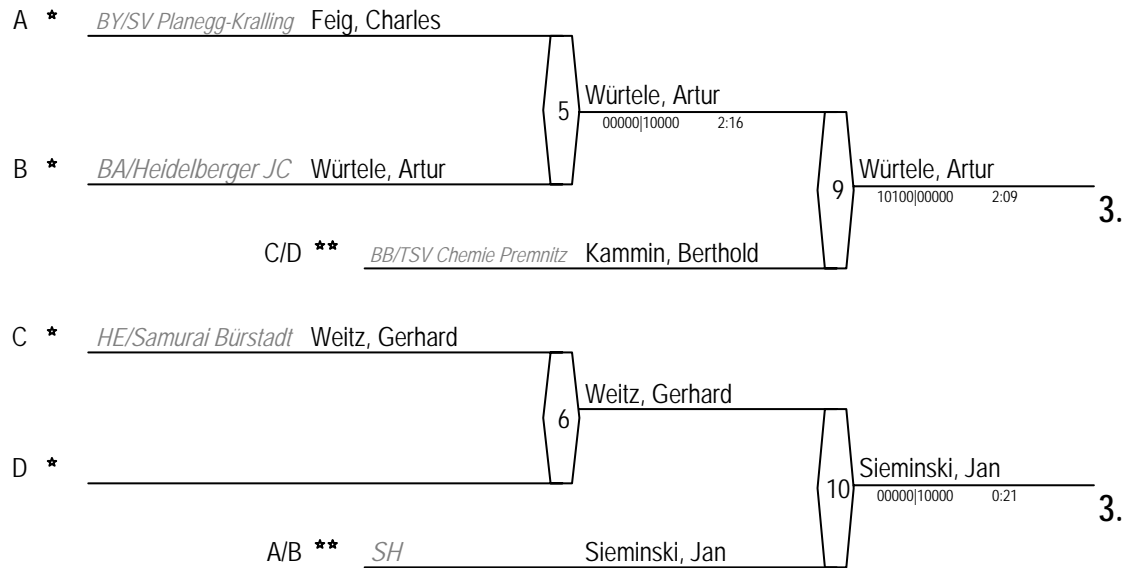 A * BY/SV Planegg-Kralling Feig, Charles
5 Würtele, Artur
00000|10000 2:16
B * BA/Heidelberger JC Würtele, Artur
9 Würtele, Artur
10100|00000 2:09
3.
C/D ** BB/TSV Chemie Premnitz Kammin, Berthold
C * HE/Samurai Bürstadt Weitz, Gerhard
6 Weitz, Gerhard
D *
10 Sieminski, Jan
00000|10000 0:21
3.
A/B ** SH Sieminski, Jan